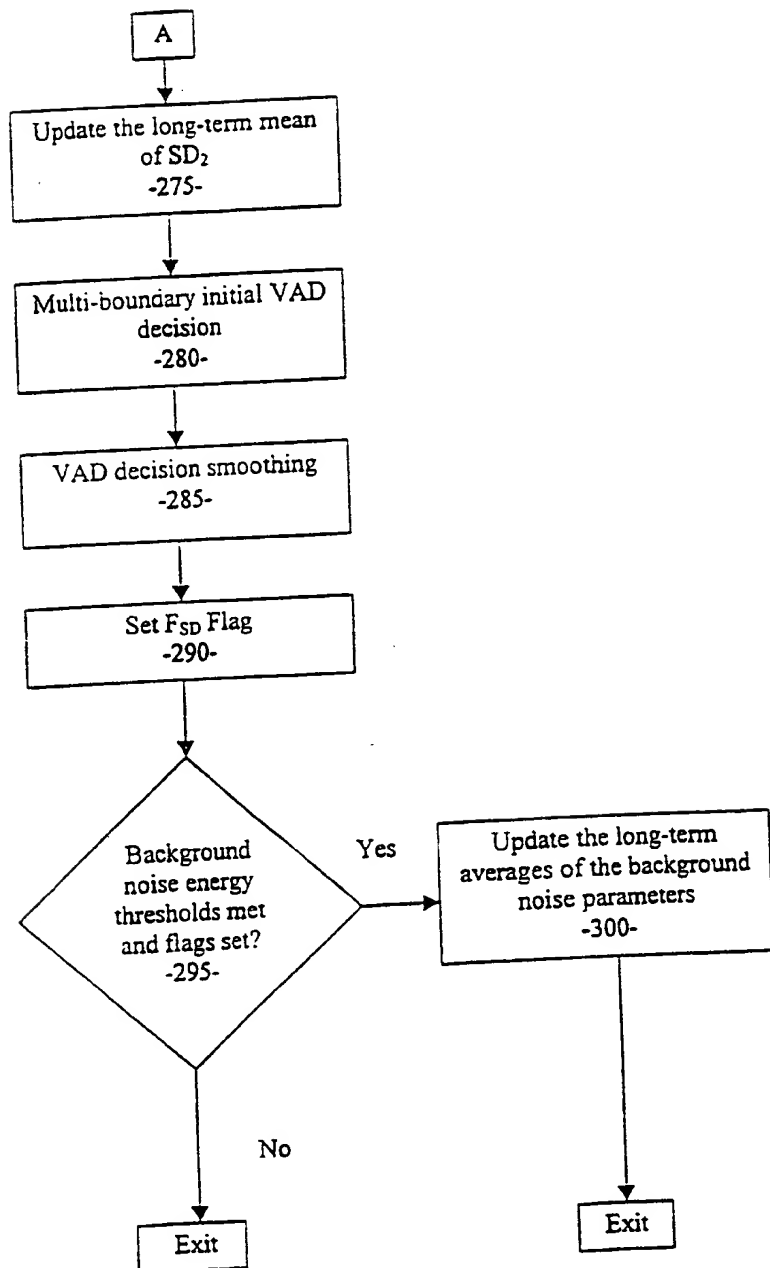 A
Update the long-term mean
of SD₂
-275-
Multi-boundary initial VAD
decision
-280-
VAD decision smoothing
-285-
Set F_SD Flag
-290-
Background
noise energy
thresholds met
and flags set?
-295-
Yes
Update the long-term
averages of the background
noise parameters
-300-
No
Exit
Exit